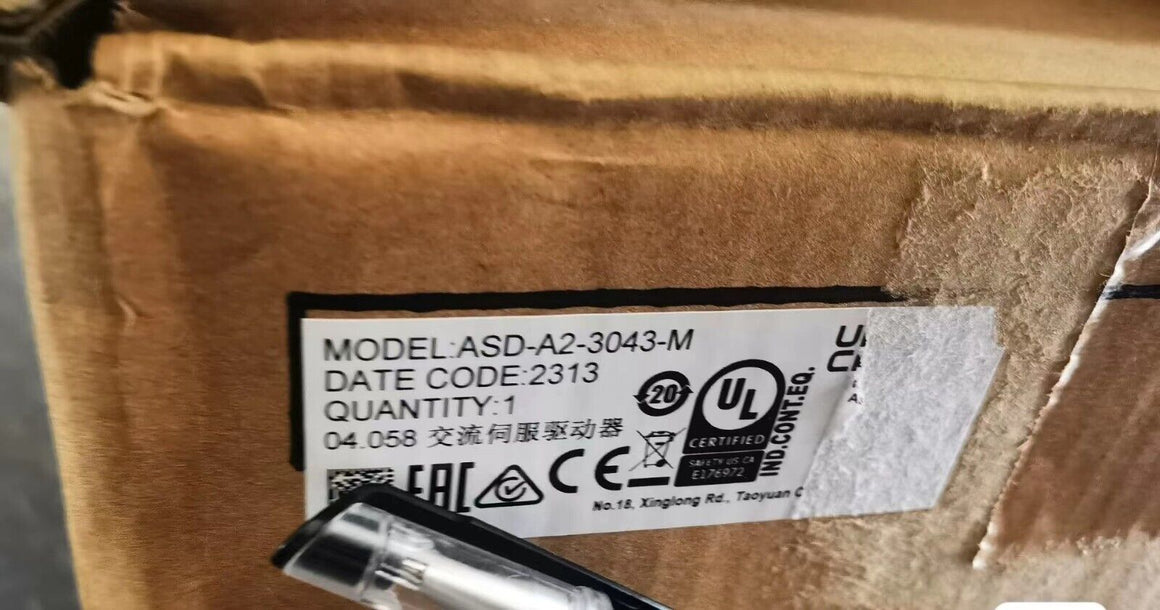 MODEL:ASD-A2-3043-M
DATE CODE:2313
QUANTITY:1
04.058 交流伺服驱动器
20
UL
CERTIFIED
SAFETY US CA
E176972
IND.CONT.EQ.
UK
EAC
CE
No.18, Xinglong Rd., Taoyuan